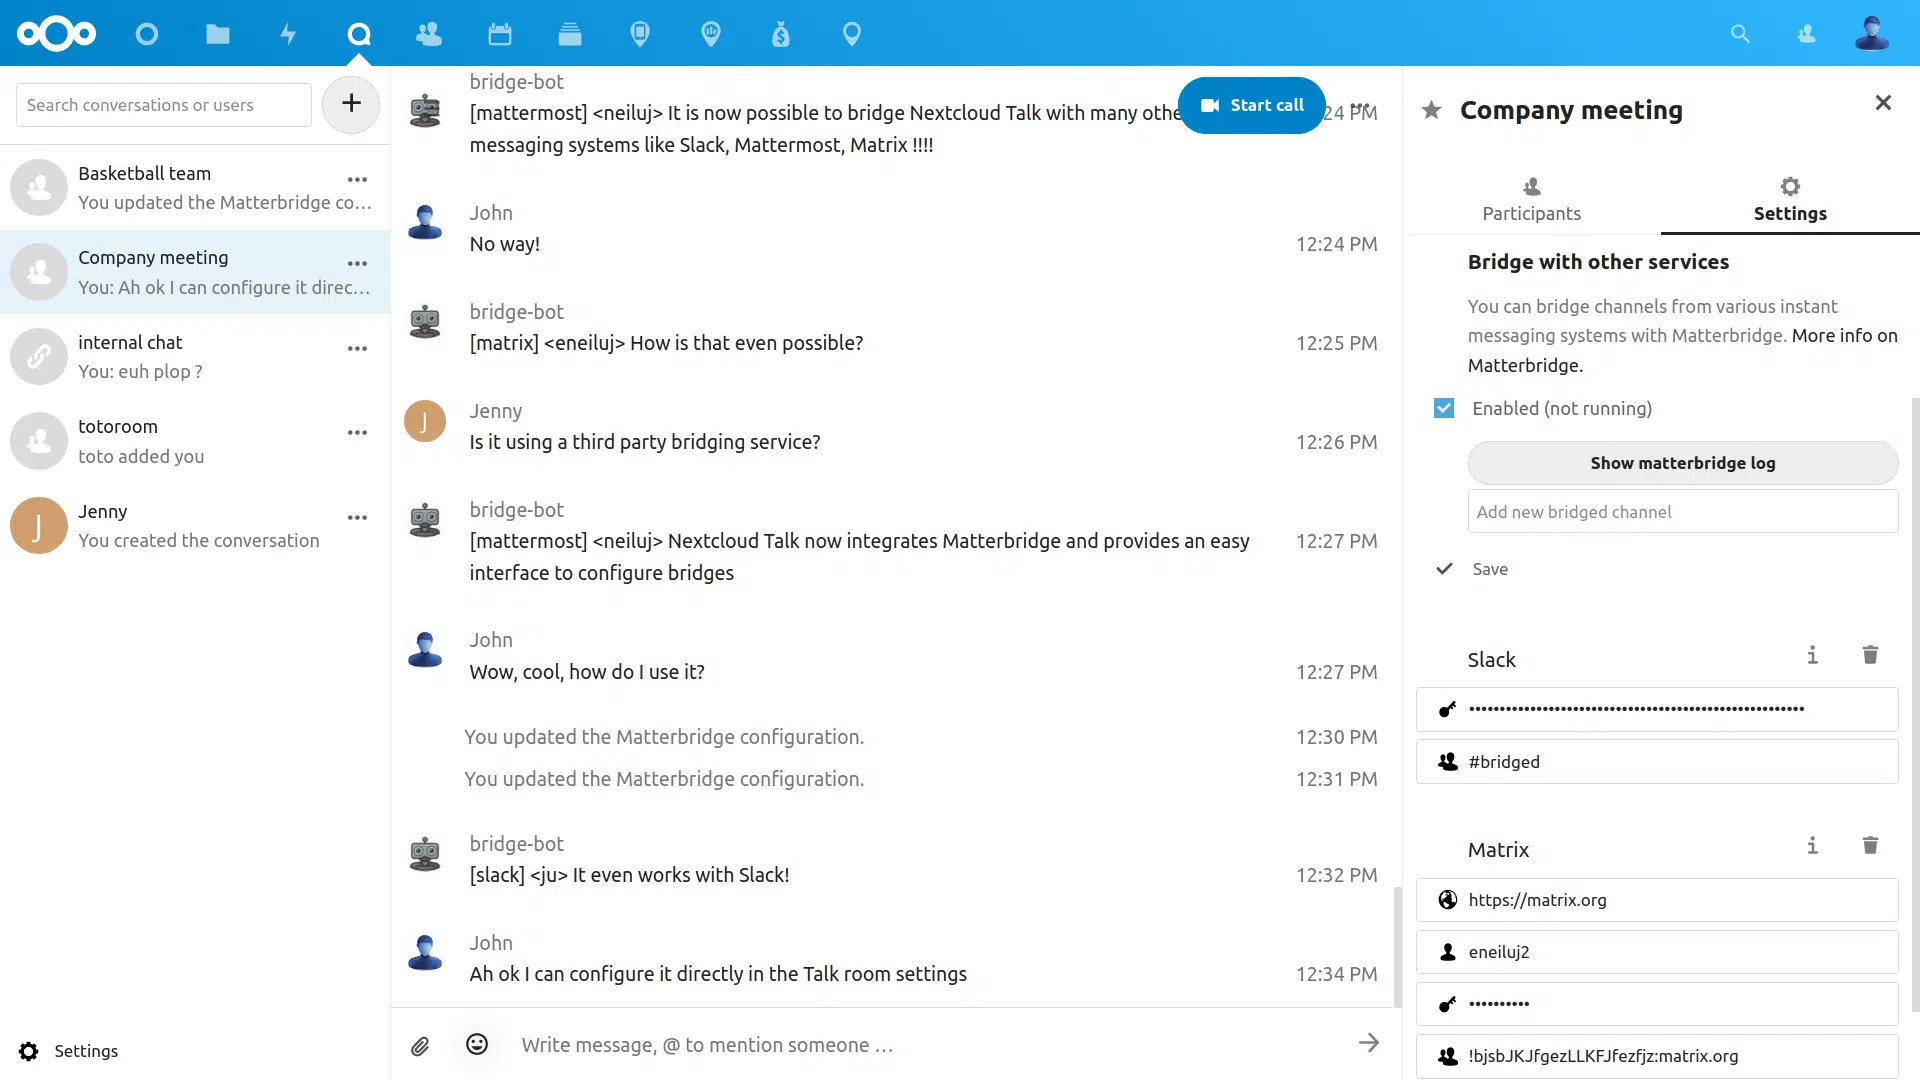 Search conversations or users
+
Basketball team
You updated the Matterbridge co…
Company meeting
You: Ah ok I can configure it direc…
internal chat
You: euh plop ?
totoroom
toto added you
J
Jenny
You created the conversation
Settings
bridge-bot
[mattermost] <neiluj> It is now possible to bridge Nextcloud Talk with many othe
24 PM
messaging systems like Slack, Mattermost, Matrix !!!!
Start call
John
No way!
12:24 PM
bridge-bot
[matrix] <eneiluj> How is that even possible?
12:25 PM
J
Jenny
Is it using a third party bridging service?
12:26 PM
bridge-bot
[mattermost] <neiluj> Nextcloud Talk now integrates Matterbridge and provides an easy
12:27 PM
interface to configure bridges
John
Wow, cool, how do I use it?
12:27 PM
You updated the Matterbridge configuration.
12:30 PM
You updated the Matterbridge configuration.
12:31 PM
bridge-bot
[slack] <ju> It even works with Slack!
12:32 PM
John
Ah ok I can configure it directly in the Talk room settings
12:34 PM
Write message, @ to mention someone …
Company meeting
Participants
Settings
Bridge with other services
You can bridge channels from various instant
messaging systems with Matterbridge. More info on
Matterbridge.
Enabled (not running)
Show matterbridge log
Add new bridged channel
Save
Slack
#bridged
Matrix
https://matrix.org
eneiluj2
!bjsbJKJfgezLLKFJfezfjz:matrix.org